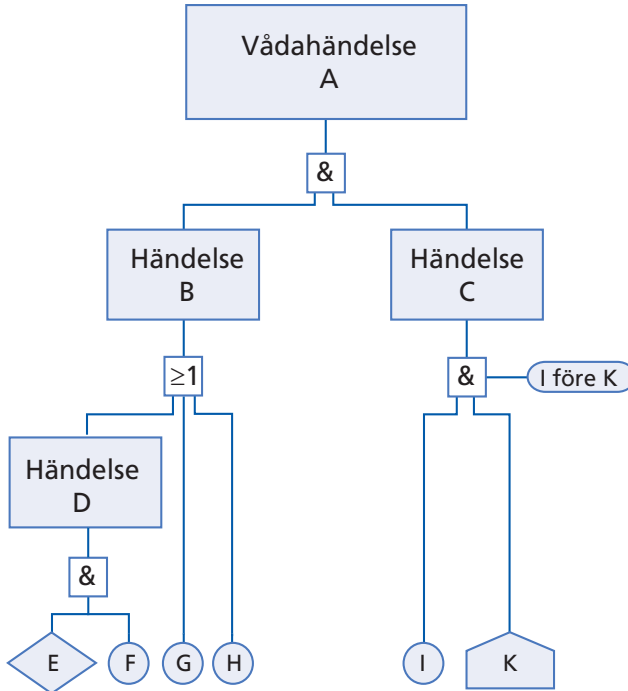 Vådahändelse
A
&
Händelse
B
Händelse
C
≥1
&
I före K
Händelse
D
&
E
F
G
H
I
K